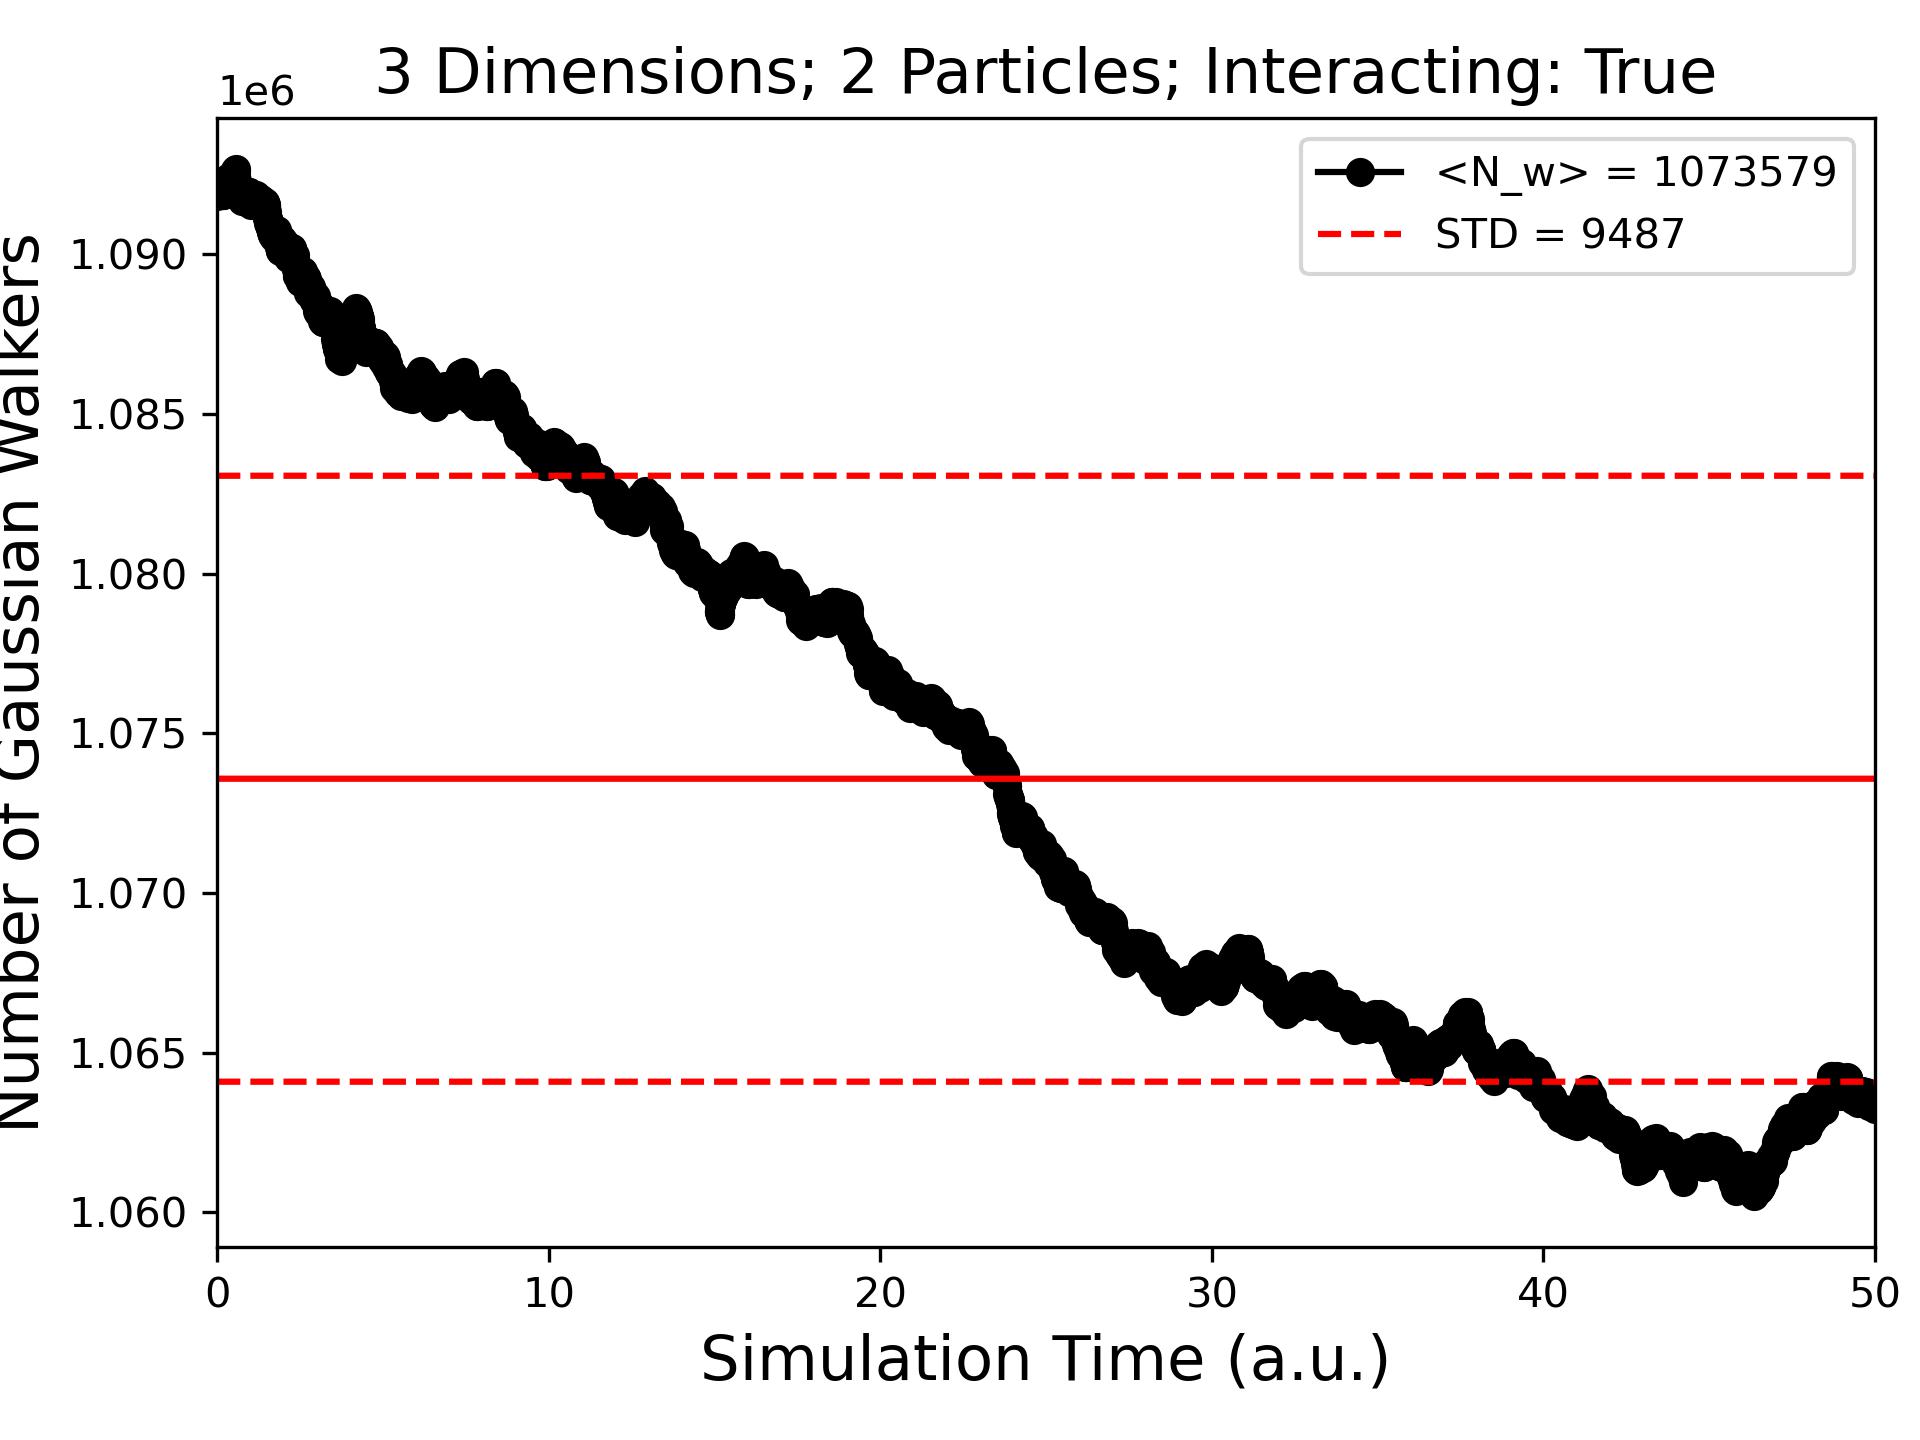 3 Dimensions; 2 Particles; Interacting: True
1e6
<N_w> = 1073579
STD = 9487
Number of Gaussian Walkers
1.090
1.085
1.080
1.075
1.070
1.065
1.060
0 10 20 30 40 50
Simulation Time (a.u.)